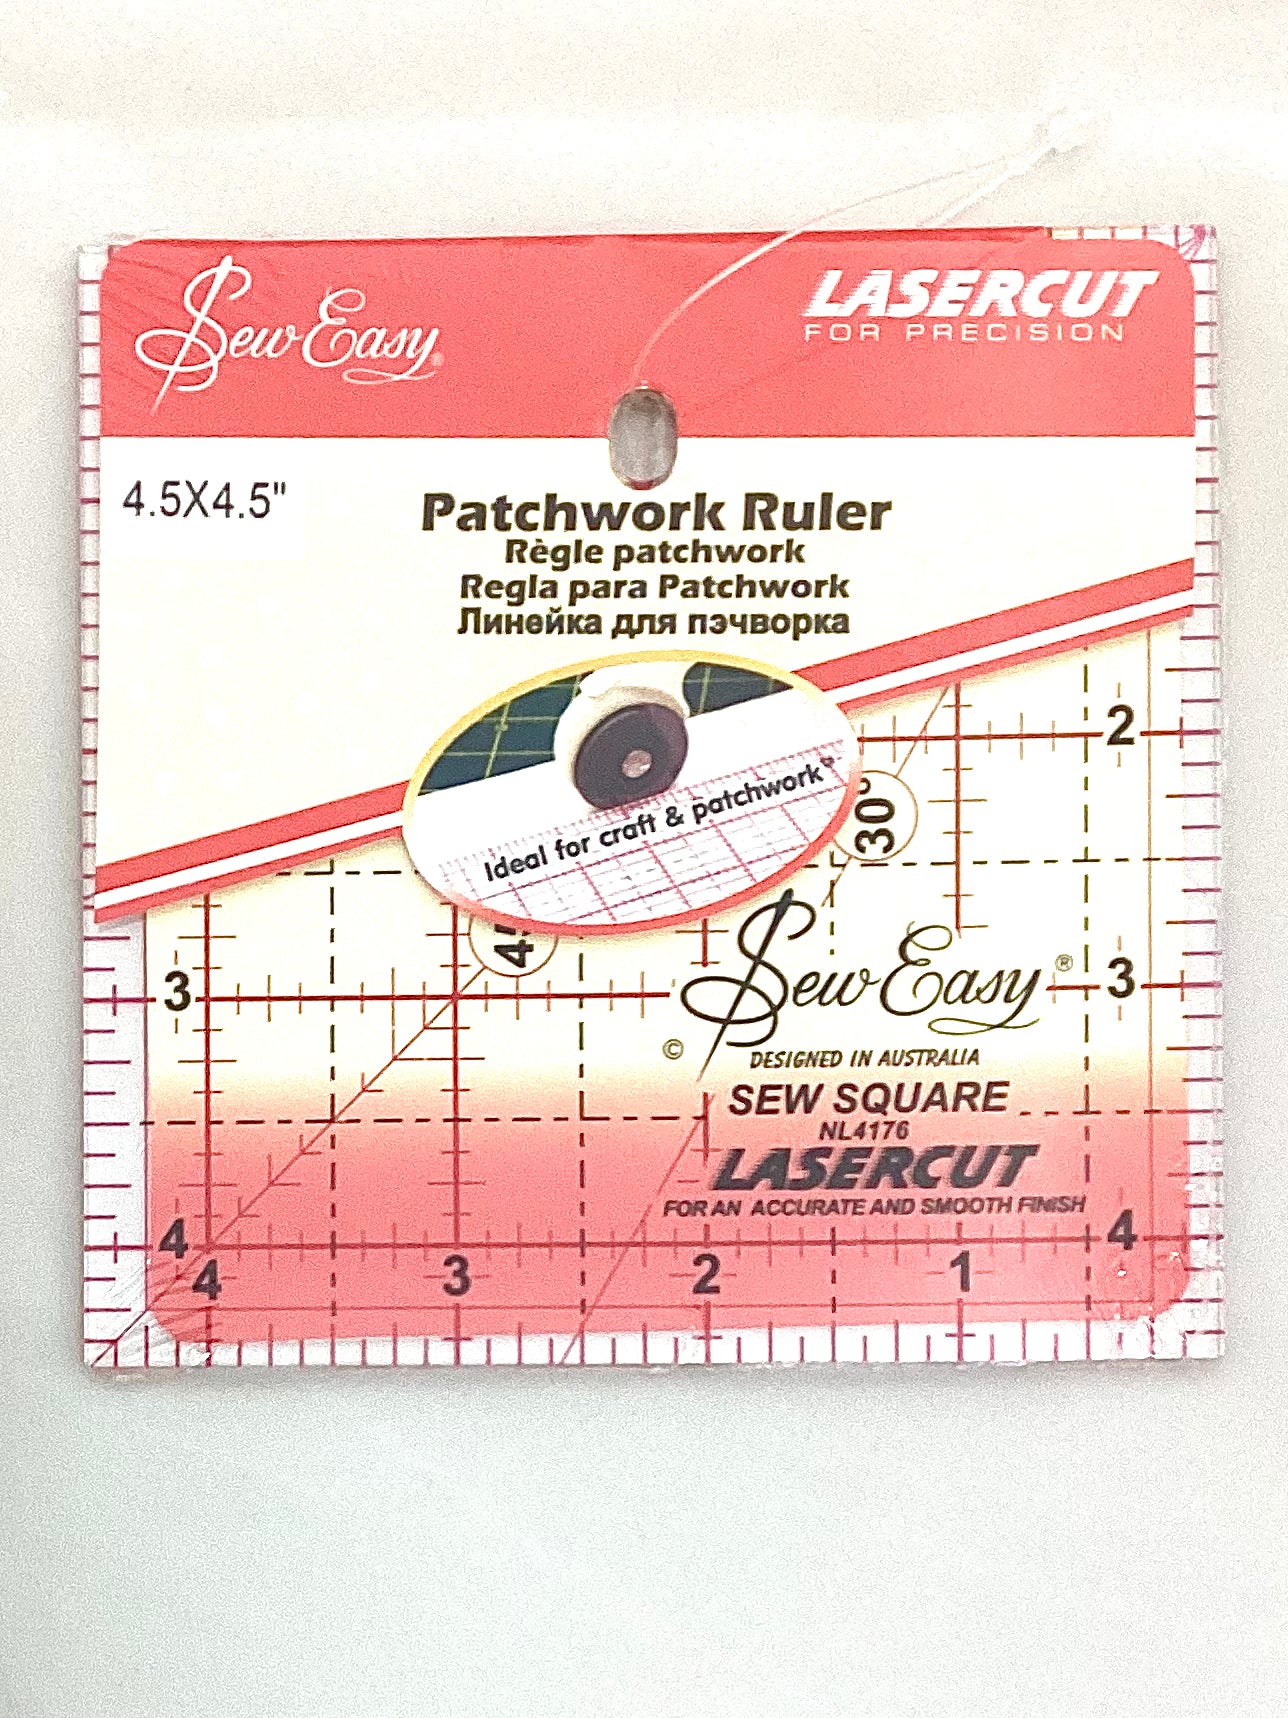 Sew Easy®
LASERCUT
FOR PRECISION
4.5X4.5"
Patchwork Ruler
Règle patchwork
Regla para Patchwork
Линейка для пэчворка
Ideal for craft & patchwork
2
30°
45
3
Sew Easy®
3
©
DESIGNED IN AUSTRALIA
SEW SQUARE
NL4176
LASERCUT
FOR AN ACCURATE AND SMOOTH FINISH
4
4
4 3 2 1